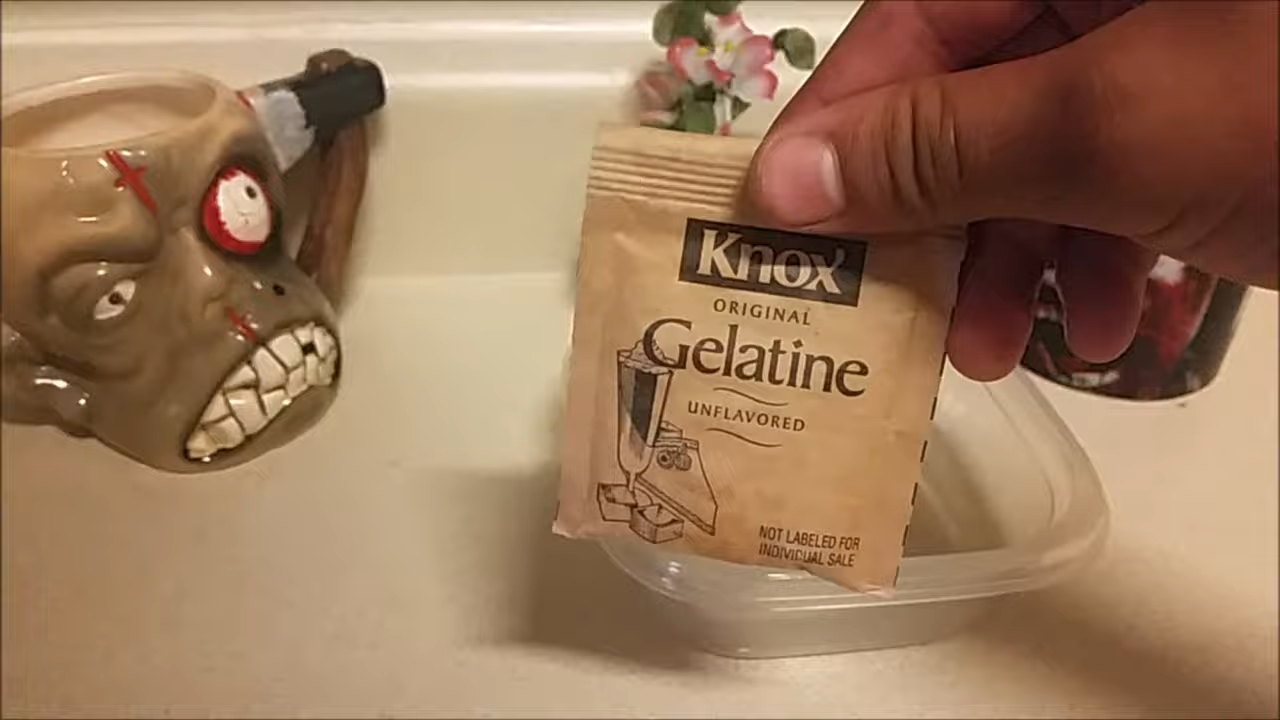 Knox
ORIGINAL
Gelatine
UNFLAVORED
NOT LABELED FOR
INDIVIDUAL SALE